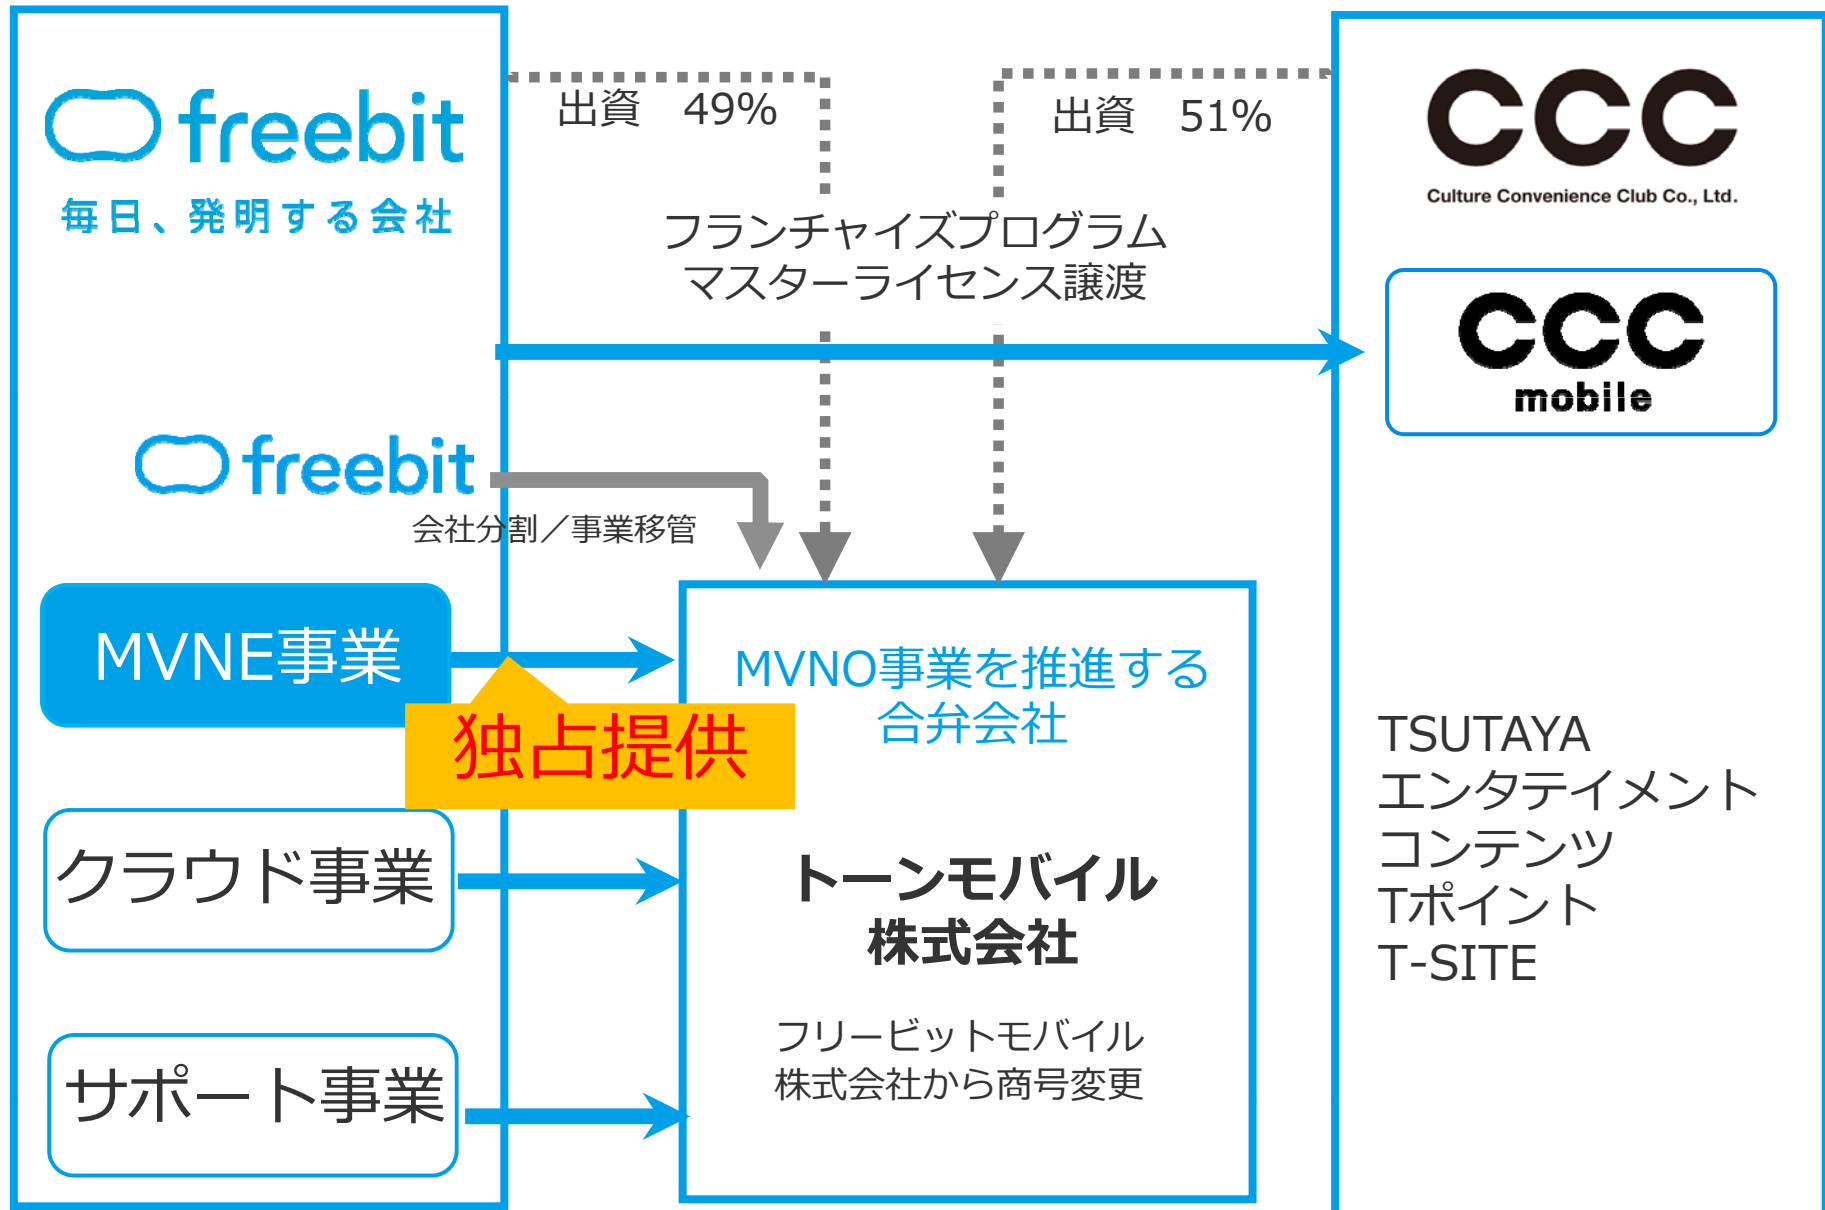 freebit
毎日、発明する会社
出資　49%
出資　51%
CCC
Culture Convenience Club Co., Ltd.
フランチャイズプログラム
マスターライセンス譲渡
CCC
mobile
freebit
会社分割／事業移管
MVNE事業
独占提供
クラウド事業
サポート事業
MVNO事業を推進する
合弁会社
トーンモバイル
株式会社
フリービットモバイル
株式会社から商号変更
TSUTAYA
エンタテイメント
コンテンツ
Tポイント
T-SITE